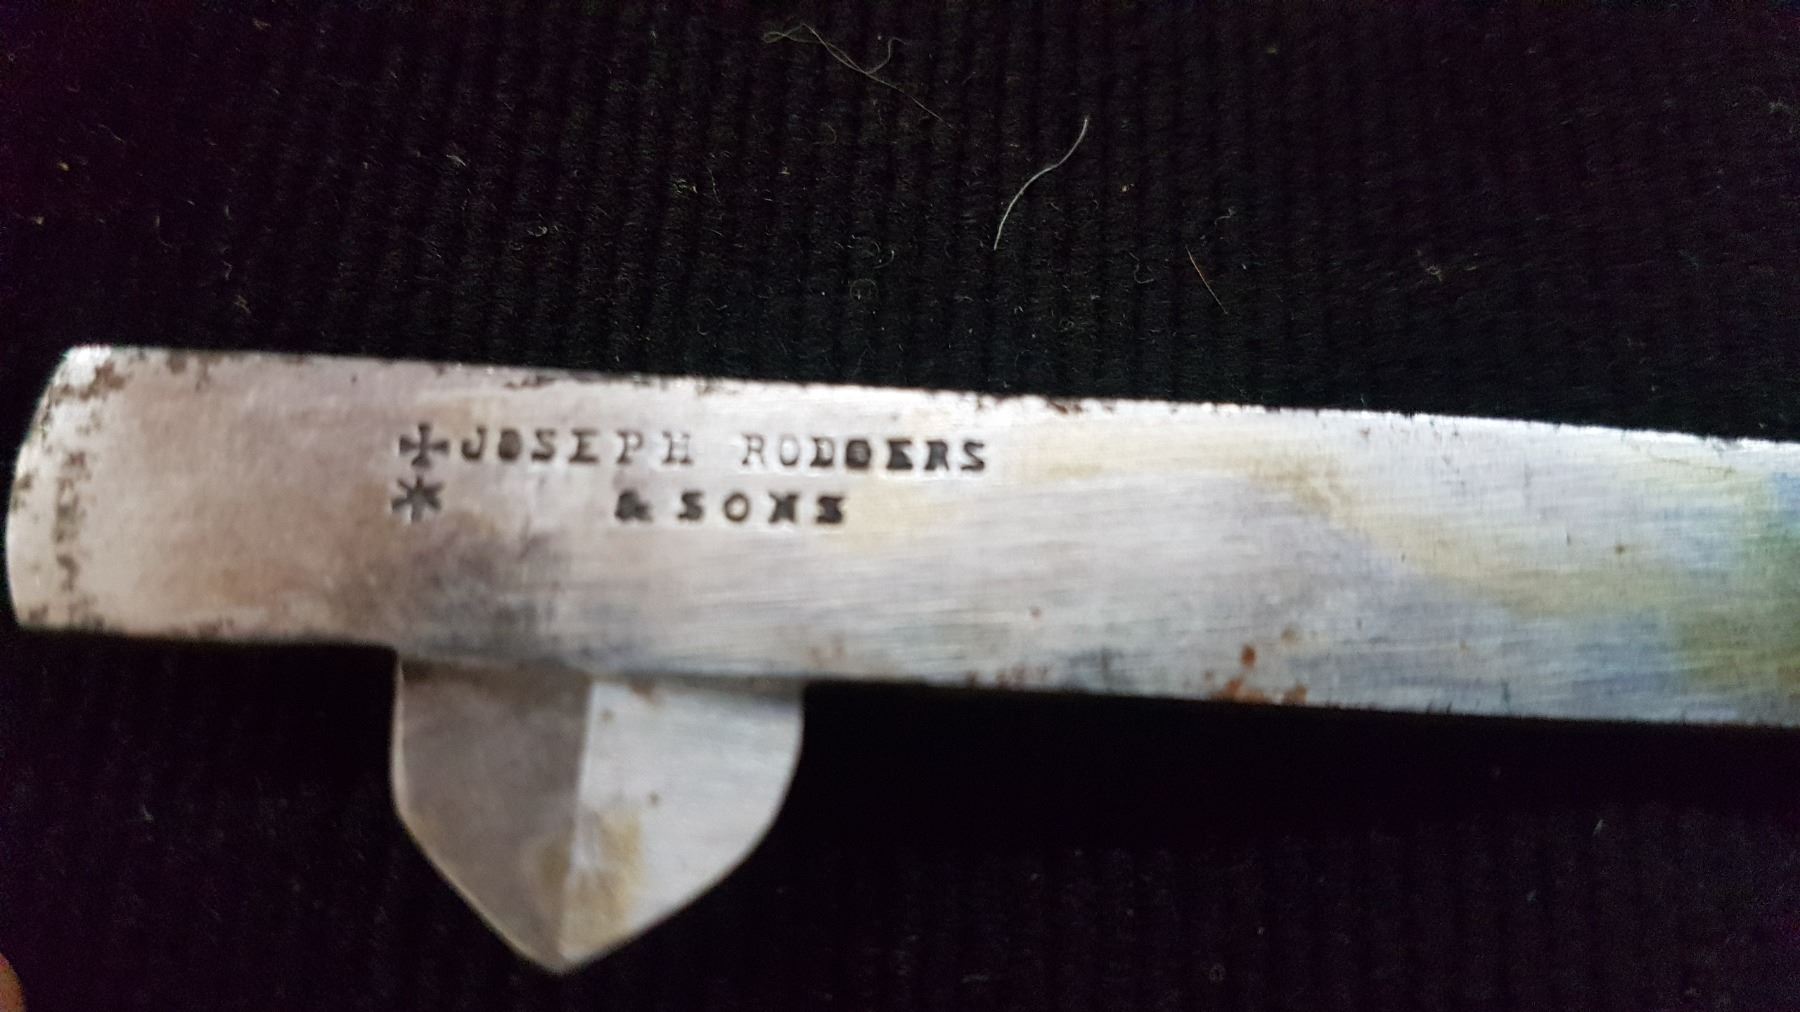 ✠ JOSEPH RODGERS
✶ & SONS